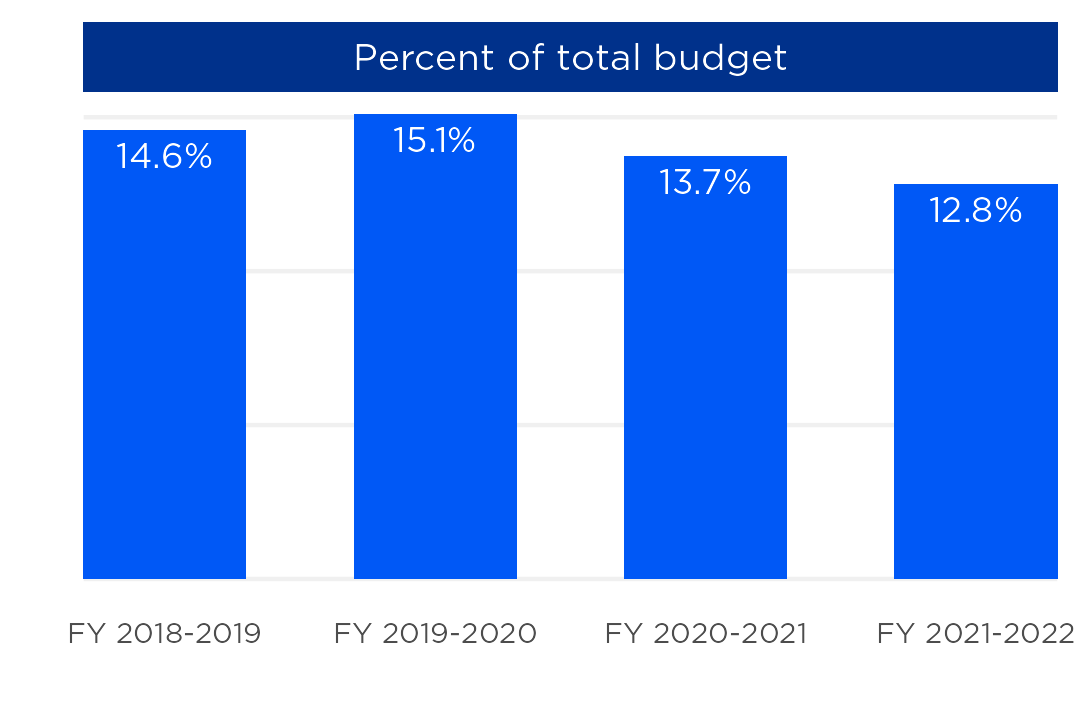 Percent of total budget
14.6%
15.1%
13.7%
12.8%
FY 2018-2019
FY 2019-2020
FY 2020-2021
FY 2021-2022